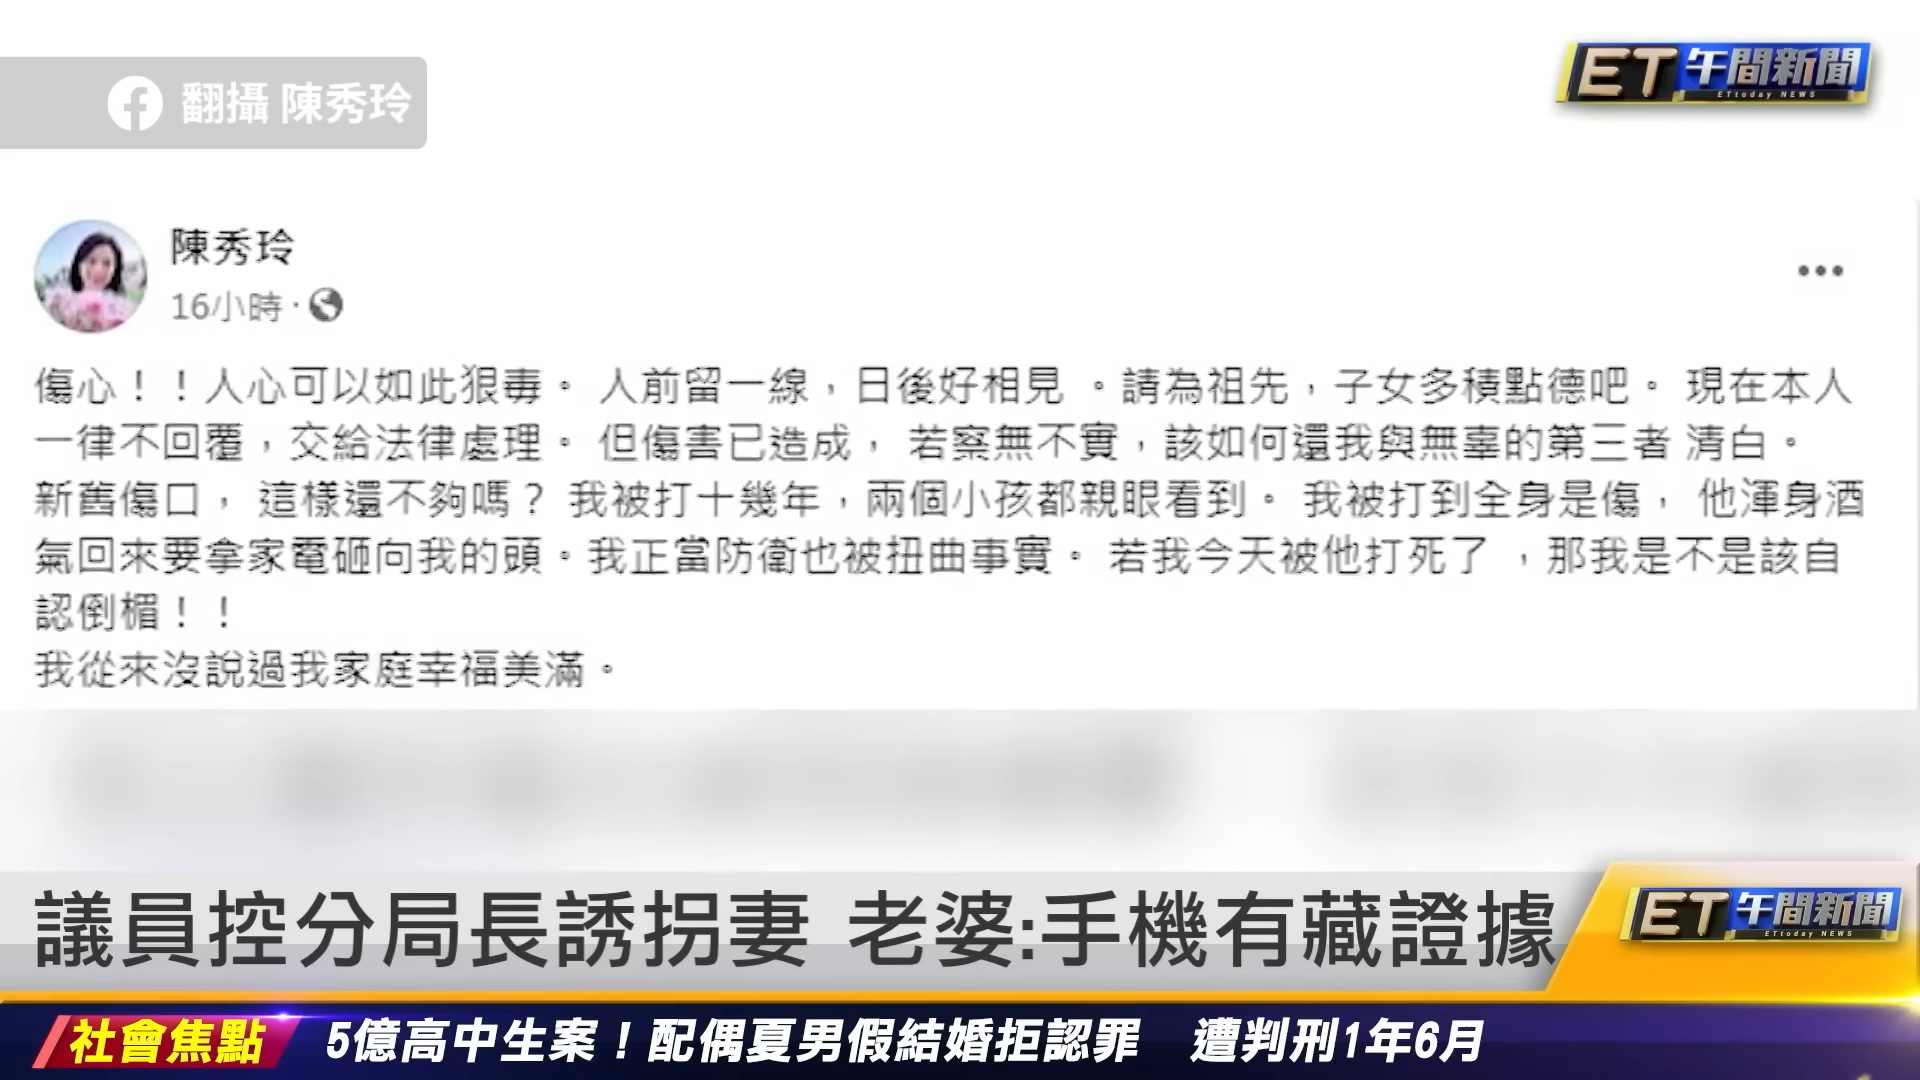 翻攝 陳秀玲
ET午間新聞
ETtoday NEWS
陳秀玲
16小時·
傷心！！人心可以如此狠毒。 人前留一線，日後好相見 。請為祖先，子女多積點德吧。 現在本人
一律不回覆，交給法律處理。 但傷害已造成， 若察無不實，該如何還我與無辜的第三者 清白。
新舊傷口， 這樣還不夠嗎？ 我被打十幾年，兩個小孩都親眼看到。 我被打到全身是傷， 他渾身酒
氣回來要拿家電砸向我的頭。我正當防衛也被扭曲事實。 若我今天被他打死了 ，那我是不是該自
認倒楣！！
我從來沒說過我家庭幸福美滿。
議員控分局長誘拐妻 老婆:手機有藏證據
ET午間新聞
ETtoday NEWS
社會焦點
5億高中生案！配偶夏男假結婚拒認罪 遭判刑1年6月